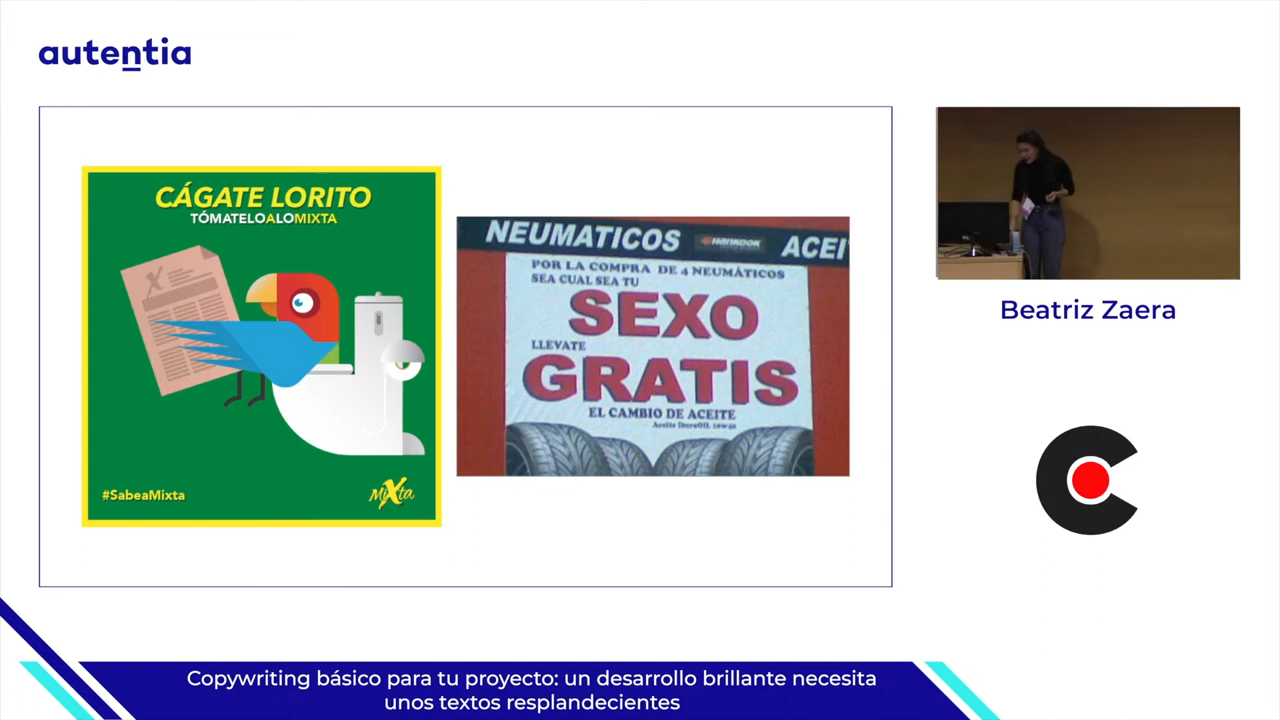 autentia
CÁGATE LORITO
TÓMATELOALOMIXTA
#SabeaMixta
Mixta
NEUMATICOS
HANKOOK
ACEI
POR LA COMPRA DE 4 NEUMÁTICOS
SEA CUAL SEA TU
SEXO
LLEVATE
GRATIS
EL CAMBIO DE ACEITE
Beatriz Zaera
Copywriting básico para tu proyecto: un desarrollo brillante necesita
unos textos resplandecientes